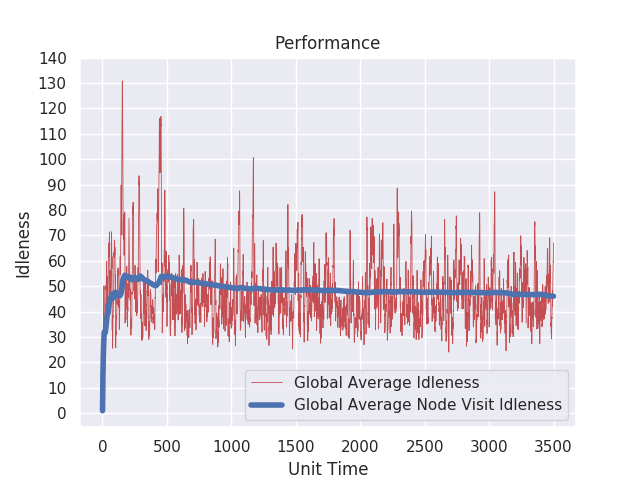 Performance
140
130
120
110
100
90
80
70
60
50
40
30
20
10
0
Idleness
Global Average Idleness
Global Average Node Visit Idleness
0 500 1000 1500 2000 2500 3000 3500
Unit Time